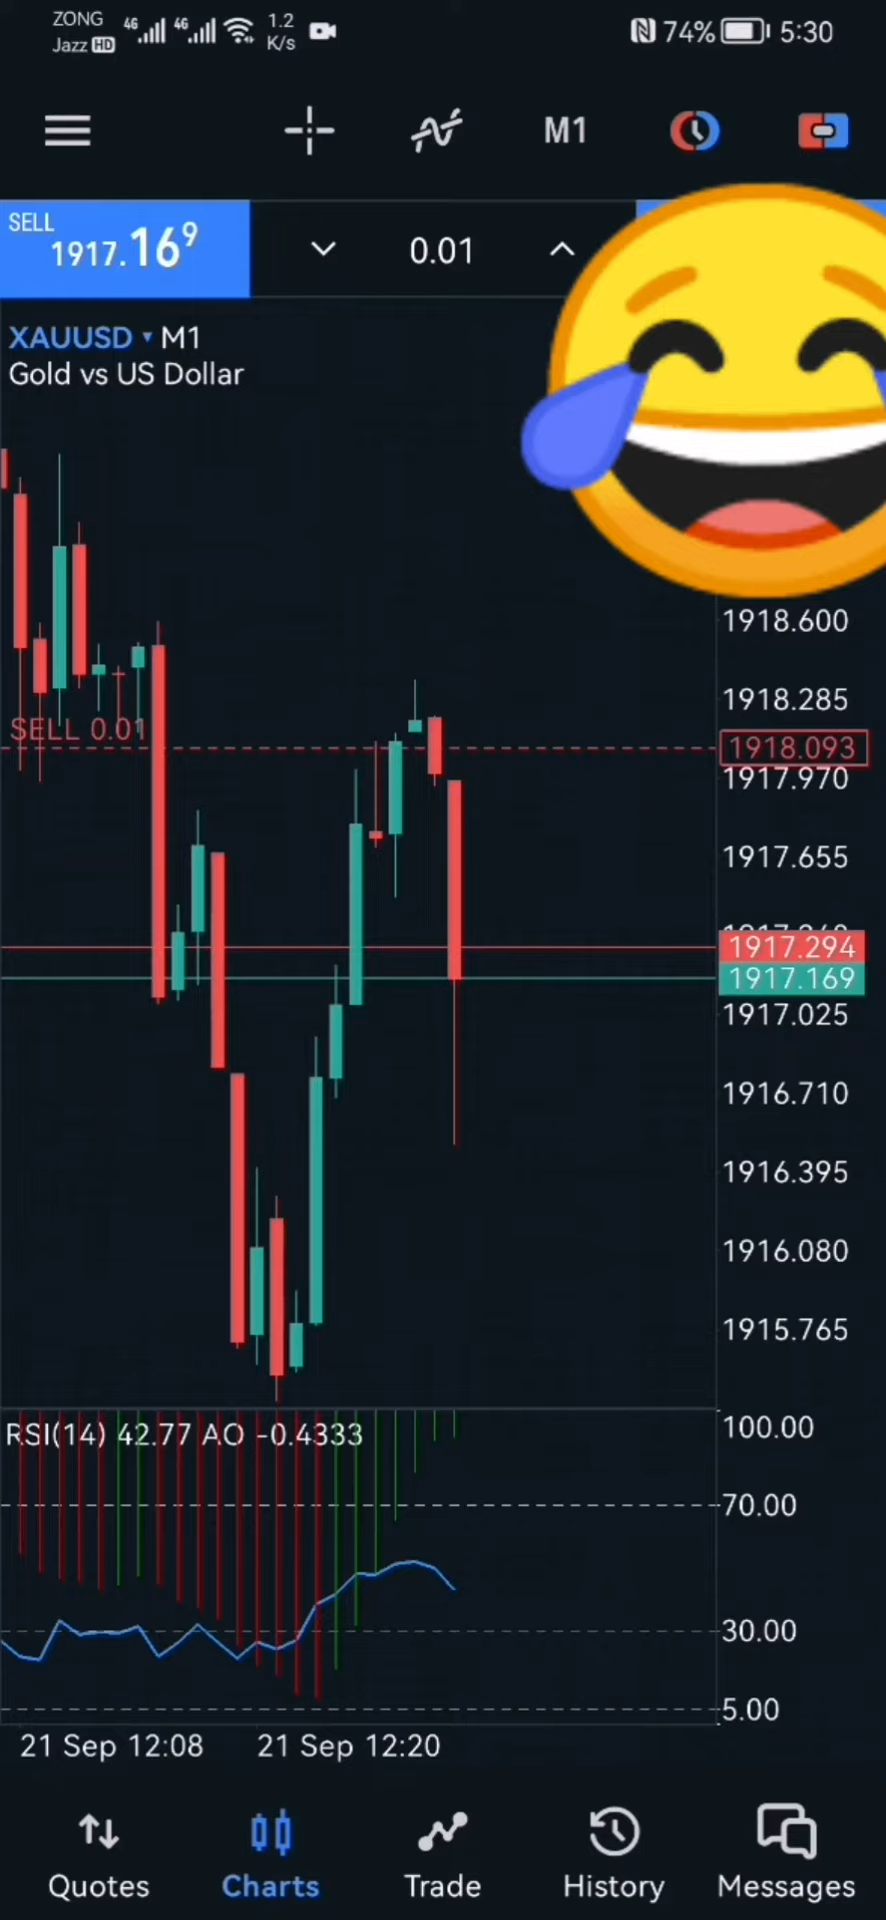 ZONG 4G 4G 1.2 74% 5:30
Jazz HD K/s
M1
SELL
1917.169
0.01
XAUUSD M1
Gold vs US Dollar
1918.600
1918.285
SELL 0.01
1918.093
1917.970
1917.655
1917.294
1917.169
1917.025
1916.710
1916.395
1916.080
1915.765
RSI(14) 42.77 AO -0.4333
100.00
70.00
30.00
5.00
21 Sep 12:08 21 Sep 12:20
Quotes Charts Trade History Messages